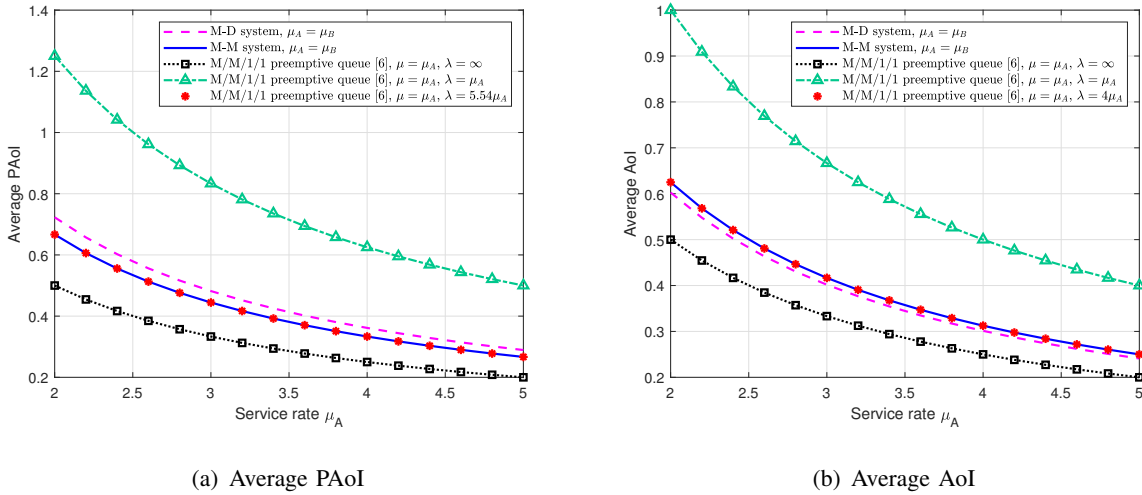 1.4
1.2
1
0.8
0.6
0.4
0.2
Average PAoI
M-D system, μ_A = μ_B
M-M system, μ_A = μ_B
M/M/1/1 preemptive queue [6], μ = μ_A, λ = ∞
M/M/1/1 preemptive queue [6], μ = μ_A, λ = μ_A
M/M/1/1 preemptive queue [6], μ = μ_A, λ = 5.54μ_A
2 2.5 3 3.5 4 4.5 5
Service rate μ_A
(a) Average PAoI
1
0.9
0.8
0.7
0.6
0.5
0.4
0.3
0.2
Average AoI
M-D system, μ_A = μ_B
M-M system, μ_A = μ_B
M/M/1/1 preemptive queue [6], μ = μ_A, λ = ∞
M/M/1/1 preemptive queue [6], μ = μ_A, λ = μ_A
M/M/1/1 preemptive queue [6], μ = μ_A, λ = 4μ_A
2 2.5 3 3.5 4 4.5 5
Service rate μ_A
(b) Average AoI